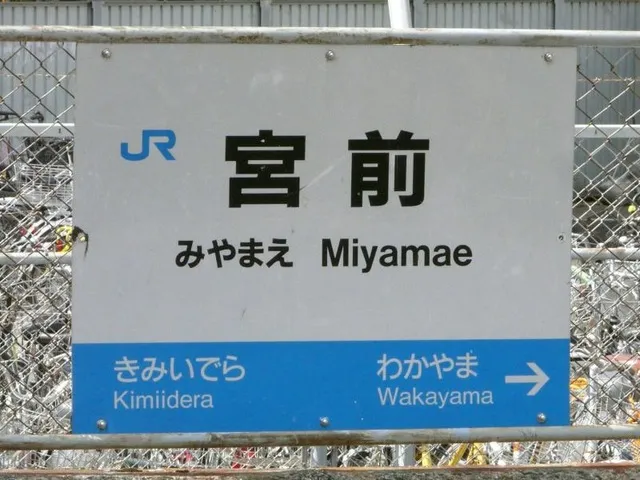 JR 宮前
みやまえ Miyamae
きみいでら わかやま →
Kimiidera Wakayama